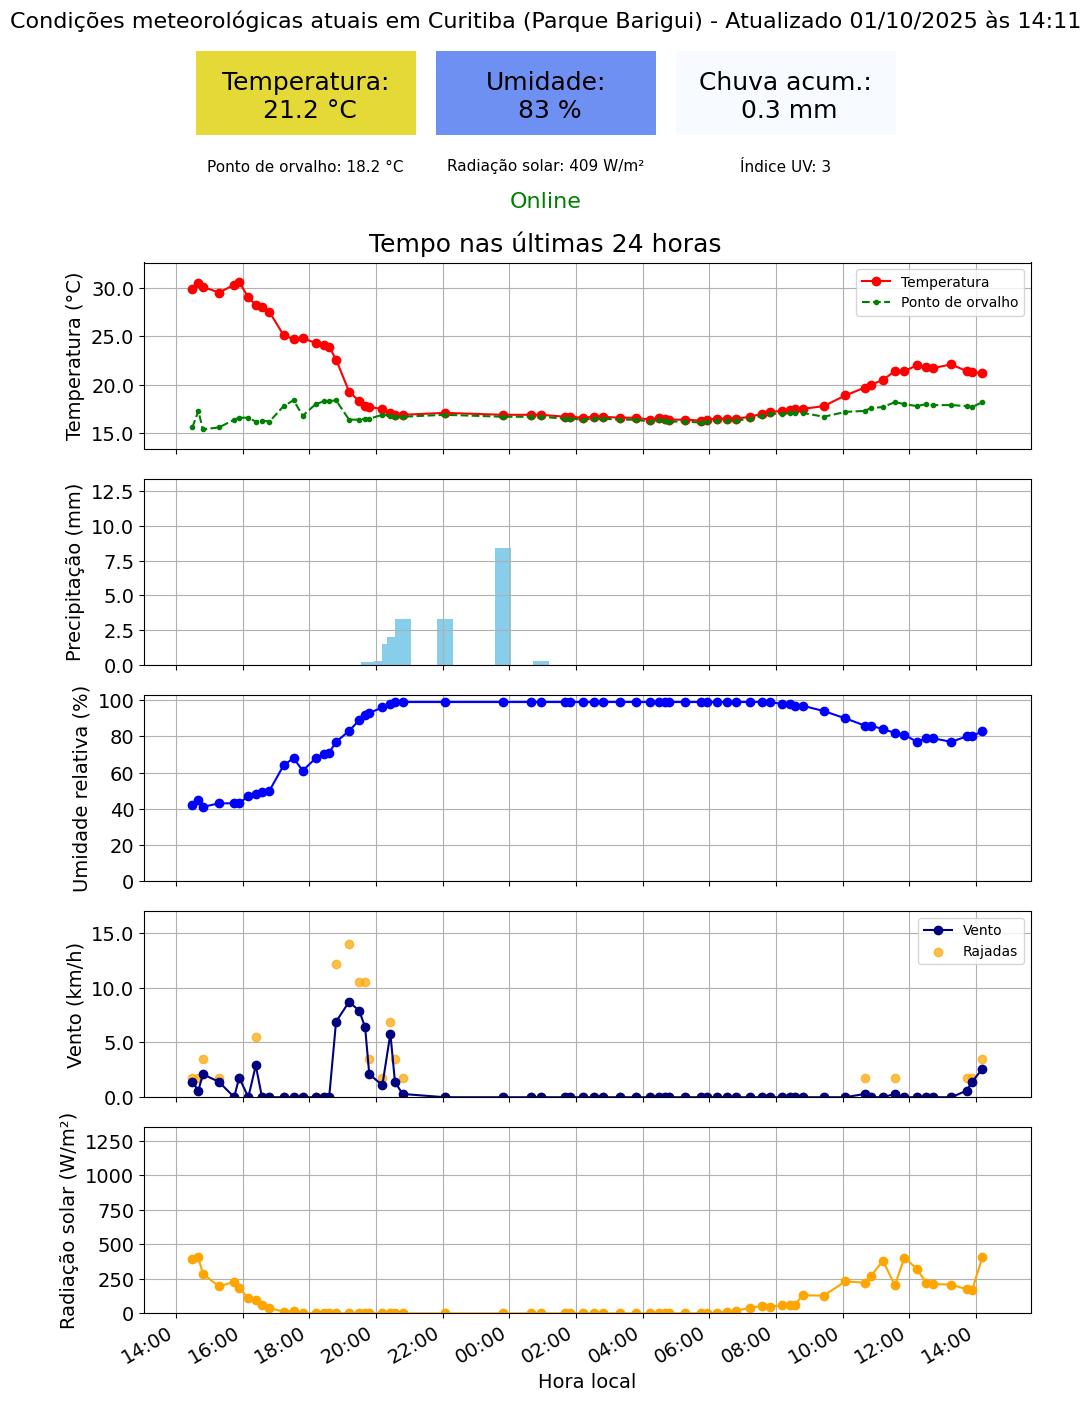 Condições meteorológicas atuais em Curitiba (Parque Barigui) - Atualizado 01/10/2025 às 14:11
Temperatura:
21.2 °C
Umidade:
83 %
Chuva acum.:
0.3 mm
Ponto de orvalho: 18.2 °C
Radiação solar: 409 W/m²
Índice UV: 3
Online
Tempo nas últimas 24 horas
Temperatura (°C)
30.0
25.0
20.0
15.0
Temperatura
Ponto de orvalho
Precipitação (mm)
12.5
10.0
7.5
5.0
2.5
0.0
Umidade relativa (%)
100
80
60
40
20
0
Vento (km/h)
15.0
10.0
5.0
0.0
Vento
Rajadas
Radiação solar (W/m²)
1250
1000
750
500
250
0
14:00
16:00
18:00
20:00
22:00
00:00
02:00
04:00
06:00
08:00
10:00
12:00
14:00
Hora local